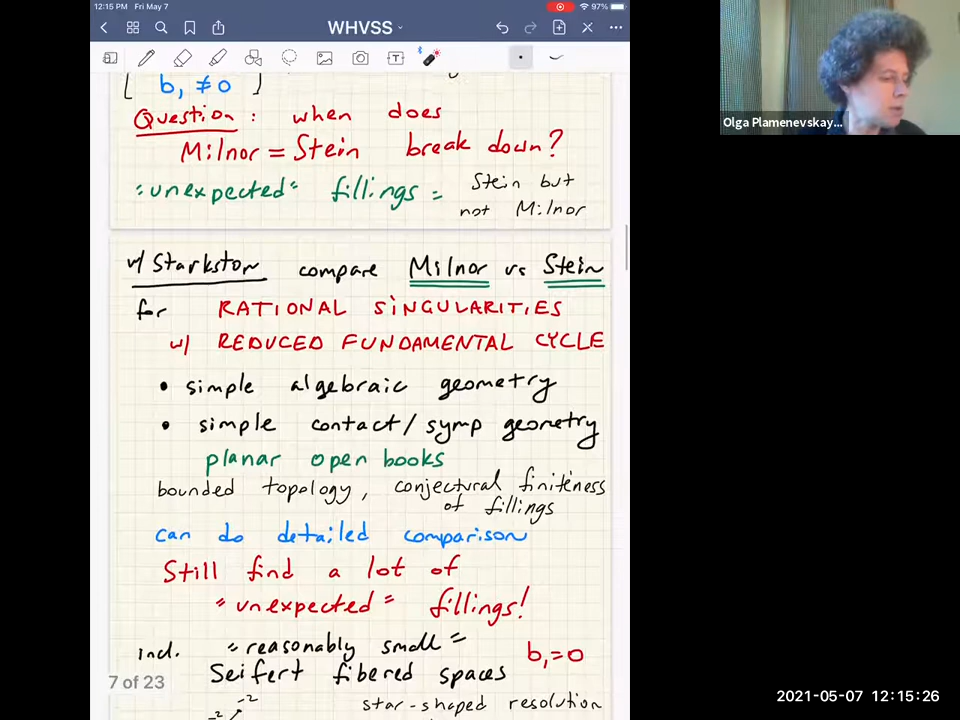 12:15 PM Fri May 7
97%
WHVSS
b₁ ≠ 0
Question: when does
Milnor = Stein break down?
"unexpected" fillings = Stein but
not Milnor
w/ Starkston compare Milnor vs Stein
for RATIONAL SINGULARITIES
w/ REDUCED FUNDAMENTAL CYCLE
• simple algebraic geometry
• simple contact/symp geometry
planar open books
bounded topology, conjectural finiteness
of fillings
can do detailed comparison
Still find a lot of
"unexpected" fillings!
incl. "reasonably small"
Seifert fibered spaces b₁=0
7 of 23
star-shaped resolution
-2 -2
Olga Plamenevskay...
2021-05-07 12:15:26